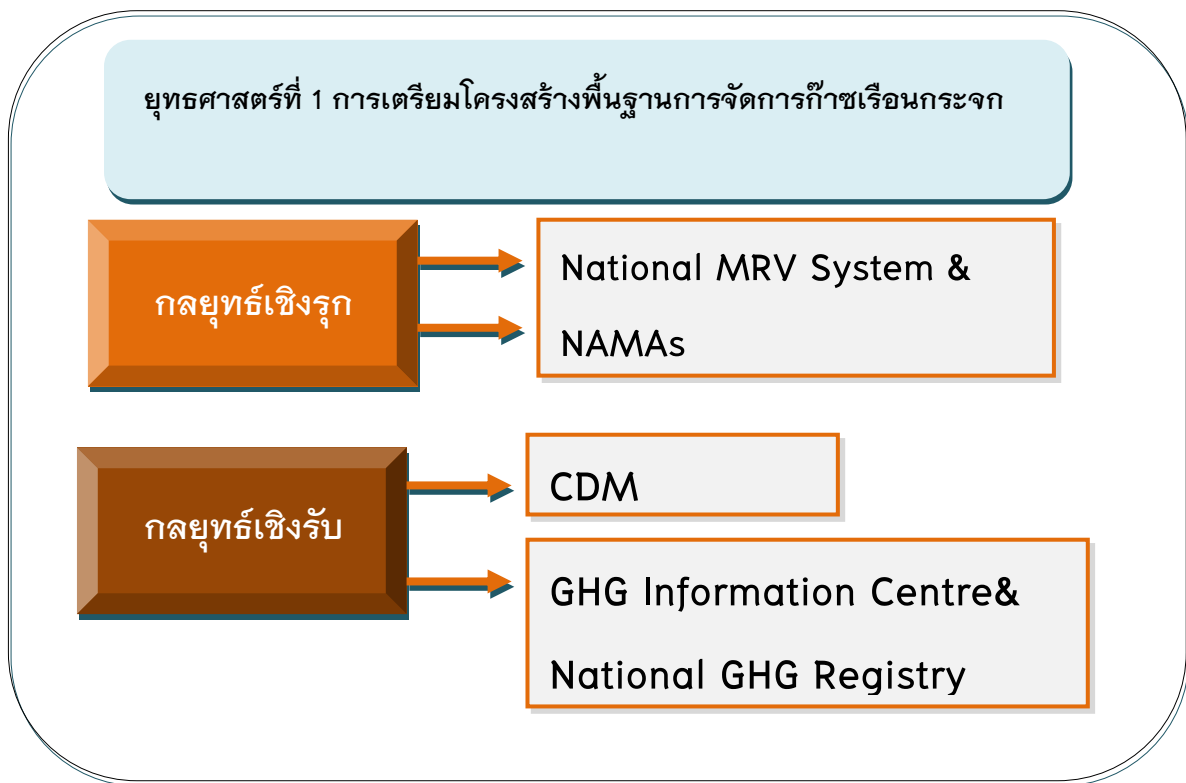 ยุทธศาสตร์ที่ 1 การเตรียมโครงสร้างพื้นฐานการจัดการก๊าซเรือนกระจก
กลยุทธ์เชิงรุก
National MRV System &
NAMAs
กลยุทธ์เชิงรับ
CDM
GHG Information Centre&
National GHG Registry